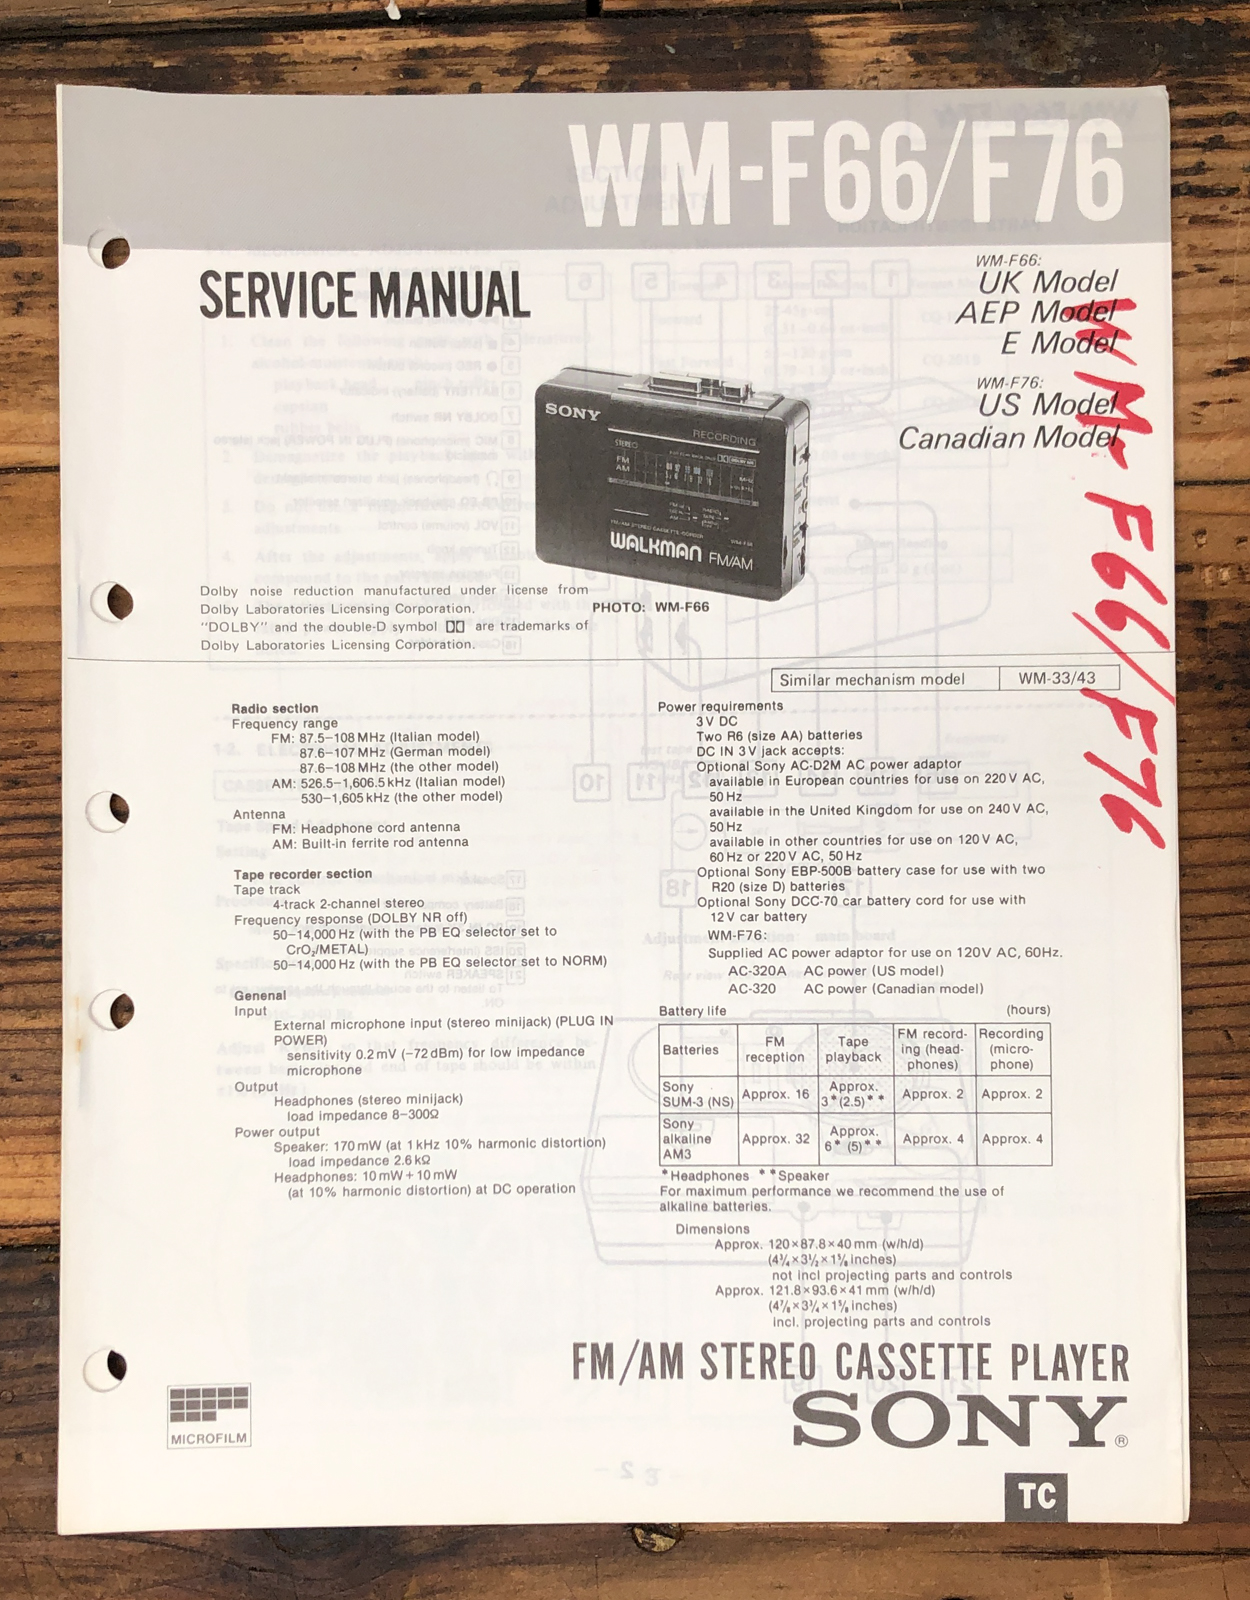 WM-F66/F76
SERVICE MANUAL
WM-F66:
UK Model
AEP Model
E Model
WM-F76:
US Model
Canadian Model
WM-F66/F76
SONY
RECORDING
STEREO
FM
AM
FM/AM STEREO CASSETTE-CORDER
WALKMAN FM/AM
Dolby noise reduction manufactured under license from
Dolby Laboratories Licensing Corporation.
"DOLBY" and the double-D symbol are trademarks of
Dolby Laboratories Licensing Corporation.
PHOTO: WM-F66
Similar mechanism model WM-33/43
Radio section
Frequency range
FM: 87.5–108 MHz (Italian model)
87.6–107 MHz (German model)
87.6–108 MHz (the other model)
AM: 526.5–1,606.5 kHz (Italian model)
530–1,605 kHz (the other model)
Antenna
FM: Headphone cord antenna
AM: Built-in ferrite rod antenna
Tape recorder section
Tape track
4-track 2-channel stereo
Frequency response (DOLBY NR off)
50–14,000 Hz (with the PB EQ selector set to
CrO₂/METAL)
50–14,000 Hz (with the PB EQ selector set to NORM)
Genenal
Input
External microphone input (stereo minijack) (PLUG IN
POWER)
sensitivity 0.2 mV (−72 dBm) for low impedance
microphone
Output
Headphones (stereo minijack)
load impedance 8–300Ω
Power output
Speaker: 170 mW (at 1 kHz 10% harmonic distortion)
load impedance 2.6 kΩ
Headphones: 10 mW + 10 mW
(at 10% harmonic distortion) at DC operation
Power requirements
3 V DC
Two R6 (size AA) batteries
DC IN 3 V jack accepts:
Optional Sony AC-D2M AC power adaptor
available in European countries for use on 220 V AC,
50 Hz
available in the United Kingdom for use on 240 V AC,
50 Hz
available in other countries for use on 120 V AC,
60 Hz or 220 V AC, 50 Hz
Optional Sony EBP-500B battery case for use with two
R20 (size D) batteries
Optional Sony DCC-70 car battery cord for use with
12 V car battery
WM-F76:
Supplied AC power adaptor for use on 120V AC, 60Hz.
AC-320A AC power (US model)
AC-320 AC power (Canadian model)
Battery life (hours)
Batteries FM reception Tape playback FM record-ing (head-phones) Recording (micro-phone)
Sony SUM-3 (NS) Approx. 16 Approx. 3*(2.5)** Approx. 2 Approx. 2
Sony alkaline AM3 Approx. 32 Approx. 6* (5)** Approx. 4 Approx. 4
*Headphones **Speaker
For maximum performance we recommend the use of
alkaline batteries.
Dimensions
Approx. 120×87.8×40 mm (w/h/d)
(4¾×3½×1⅝ inches)
not incl projecting parts and controls
Approx. 121.8×93.6×41 mm (w/h/d)
(4⅞×3¾×1⅝ inches)
incl. projecting parts and controls
FM/AM STEREO CASSETTE PLAYER
SONY®
MICROFILM
TC